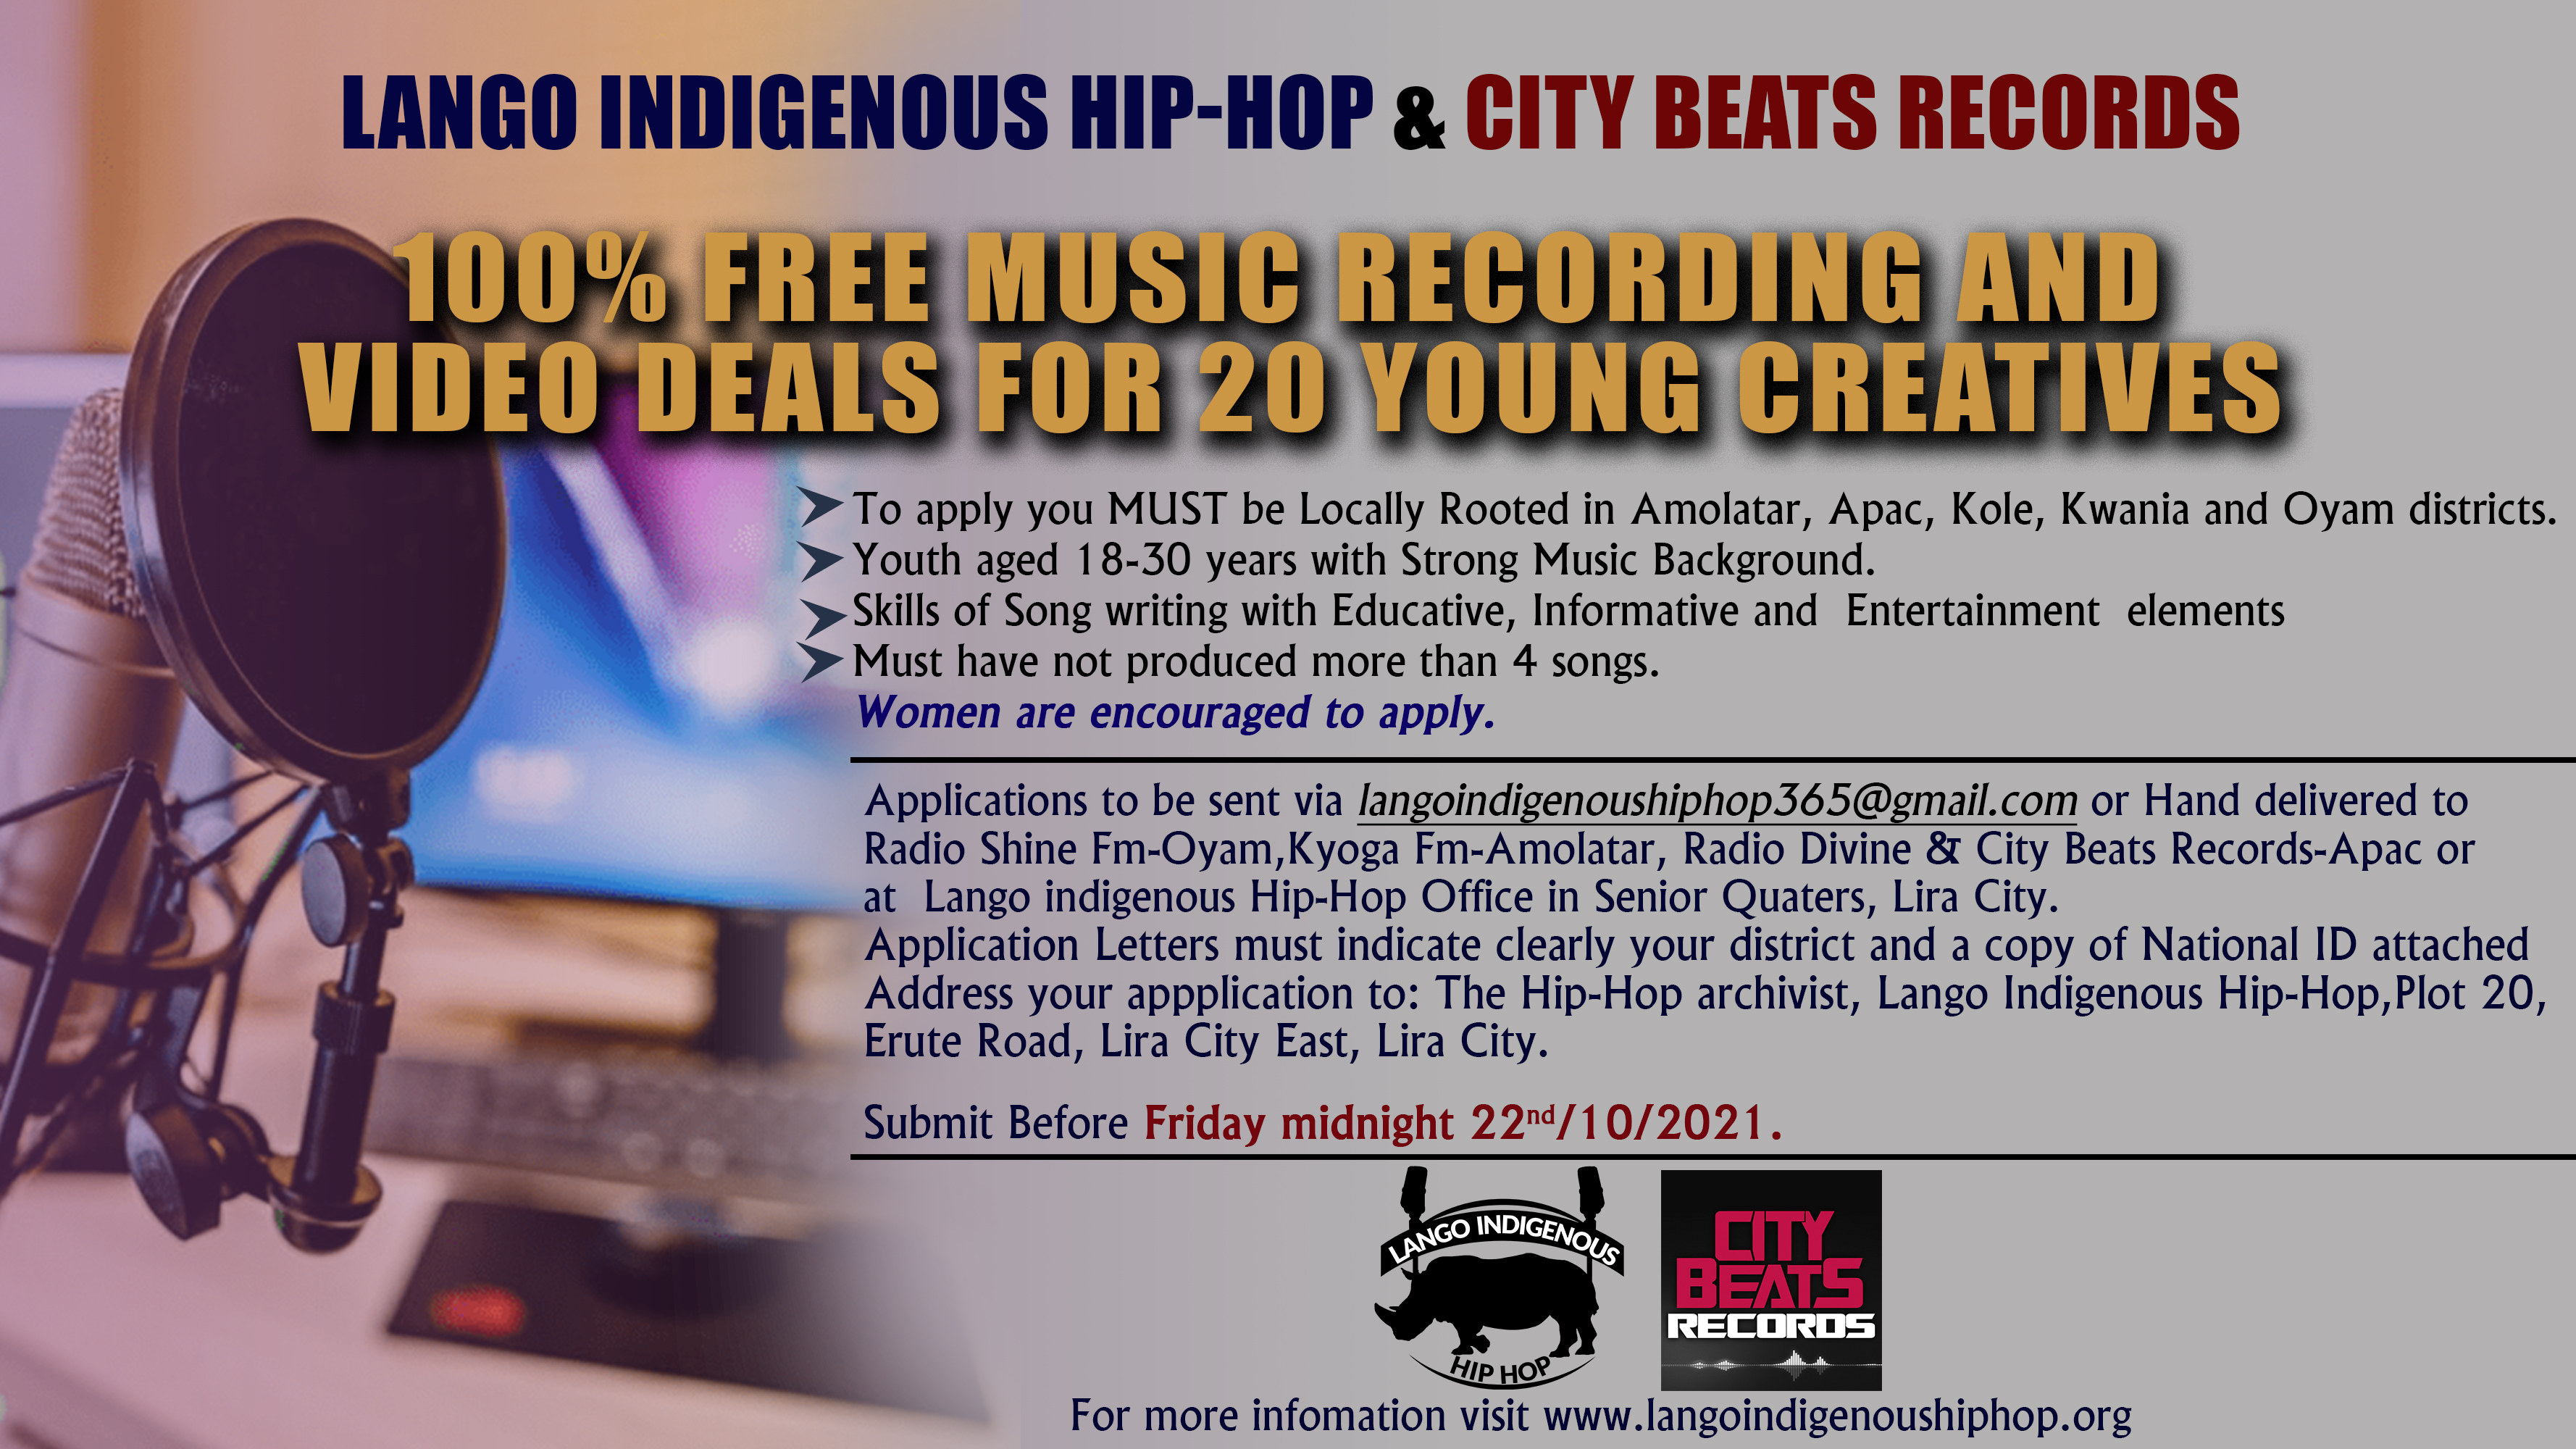 LANGO INDIGENOUS HIP-HOP & CITY BEATS RECORDS
100% FREE MUSIC RECORDING AND
VIDEO DEALS FOR 20 YOUNG CREATIVES
To apply you MUST be Locally Rooted in Amolatar, Apac, Kole, Kwania and Oyam districts.
Youth aged 18-30 years with Strong Music Background.
Skills of Song writing with Educative, Informative and Entertainment elements
Must have not produced more than 4 songs.
Women are encouraged to apply.
Applications to be sent via langoindigenoushiphop365@gmail.com or Hand delivered to
Radio Shine Fm-Oyam,Kyoga Fm-Amolatar, Radio Divine & City Beats Records-Apac or
at Lango indigenous Hip-Hop Office in Senior Quaters, Lira City.
Application Letters must indicate clearly your district and a copy of National ID attached
Address your appplication to: The Hip-Hop archivist, Lango Indigenous Hip-Hop,Plot 20,
Erute Road, Lira City East, Lira City.
Submit Before Friday midnight 22nd/10/2021.
LANGO INDIGENOUS
HIP HOP
CITY
BEATS
RECORDS
For more infomation visit www.langoindigenoushiphop.org